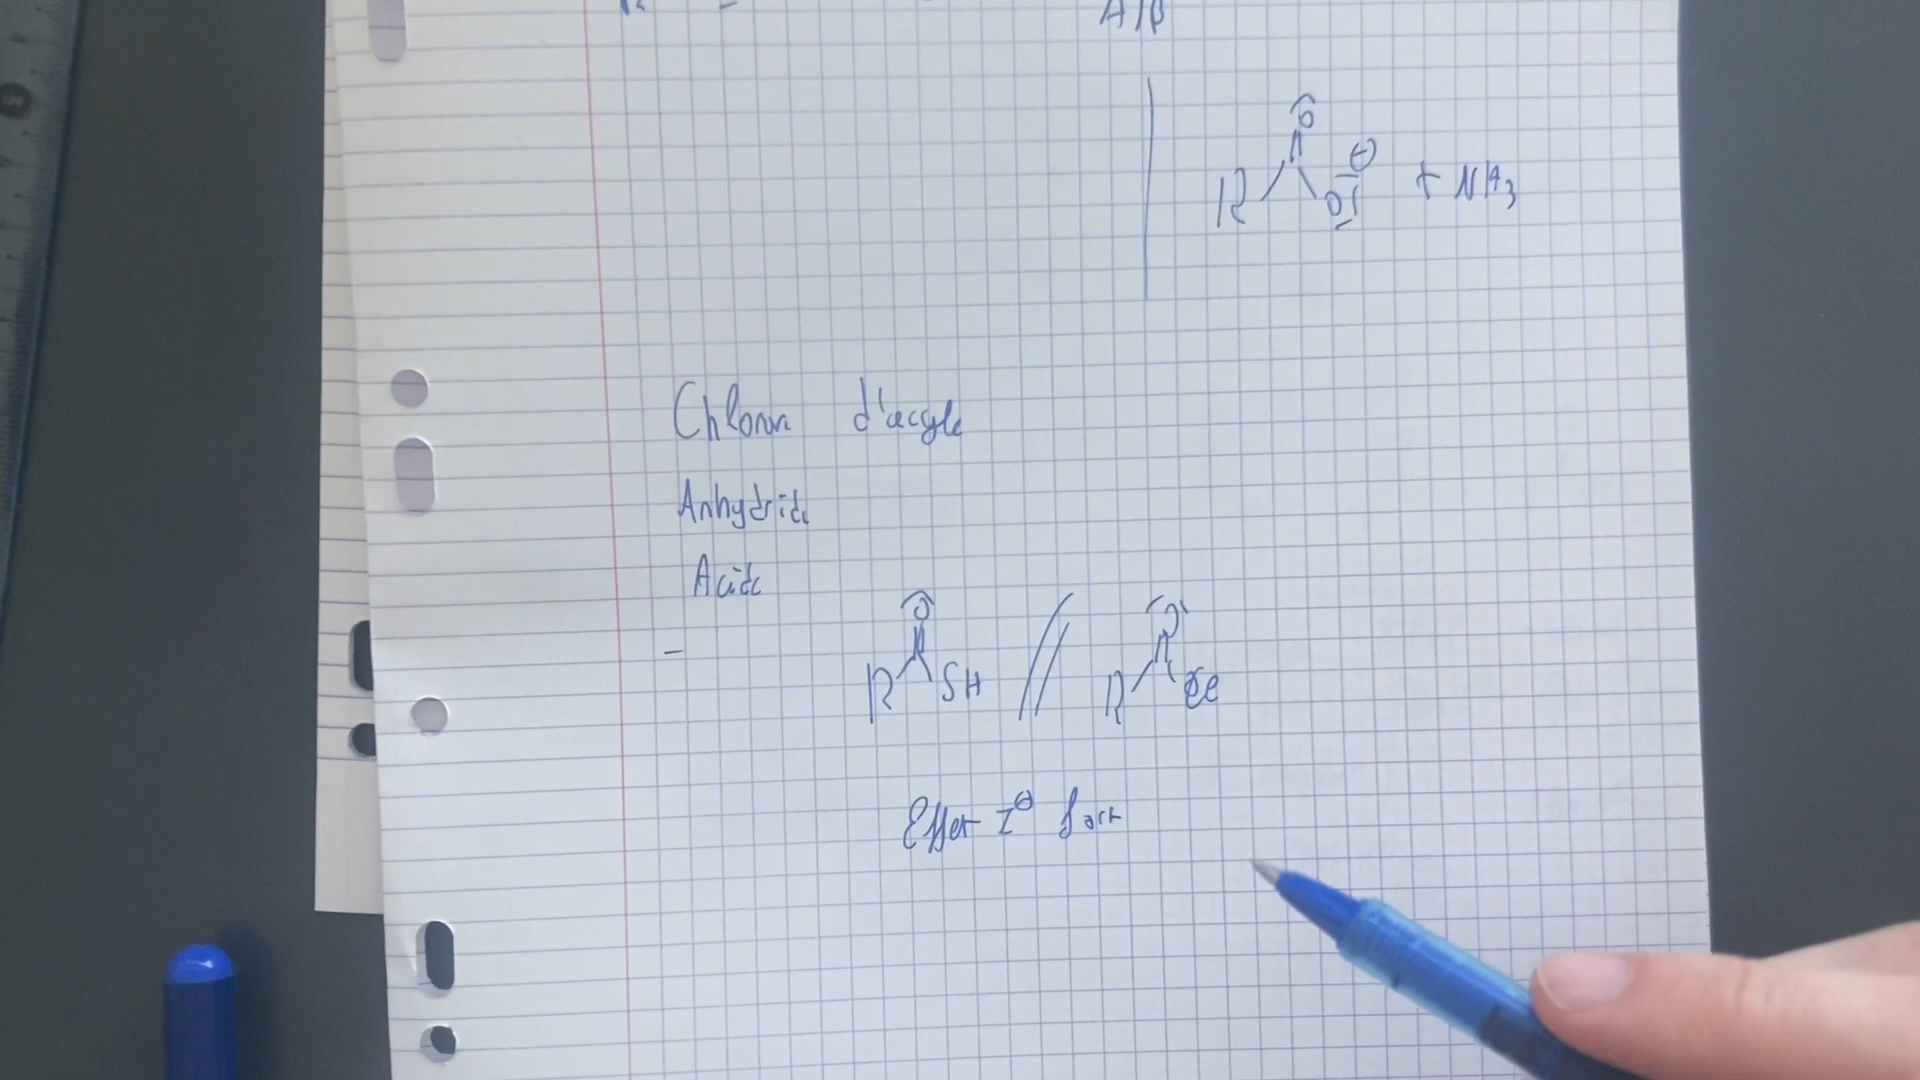 A/B
O
R O ⊖ + NH3
Chlorure d'acyle
Anhydride
Acide
-
O O
R SH // R Cl
Effet I⊖ fort